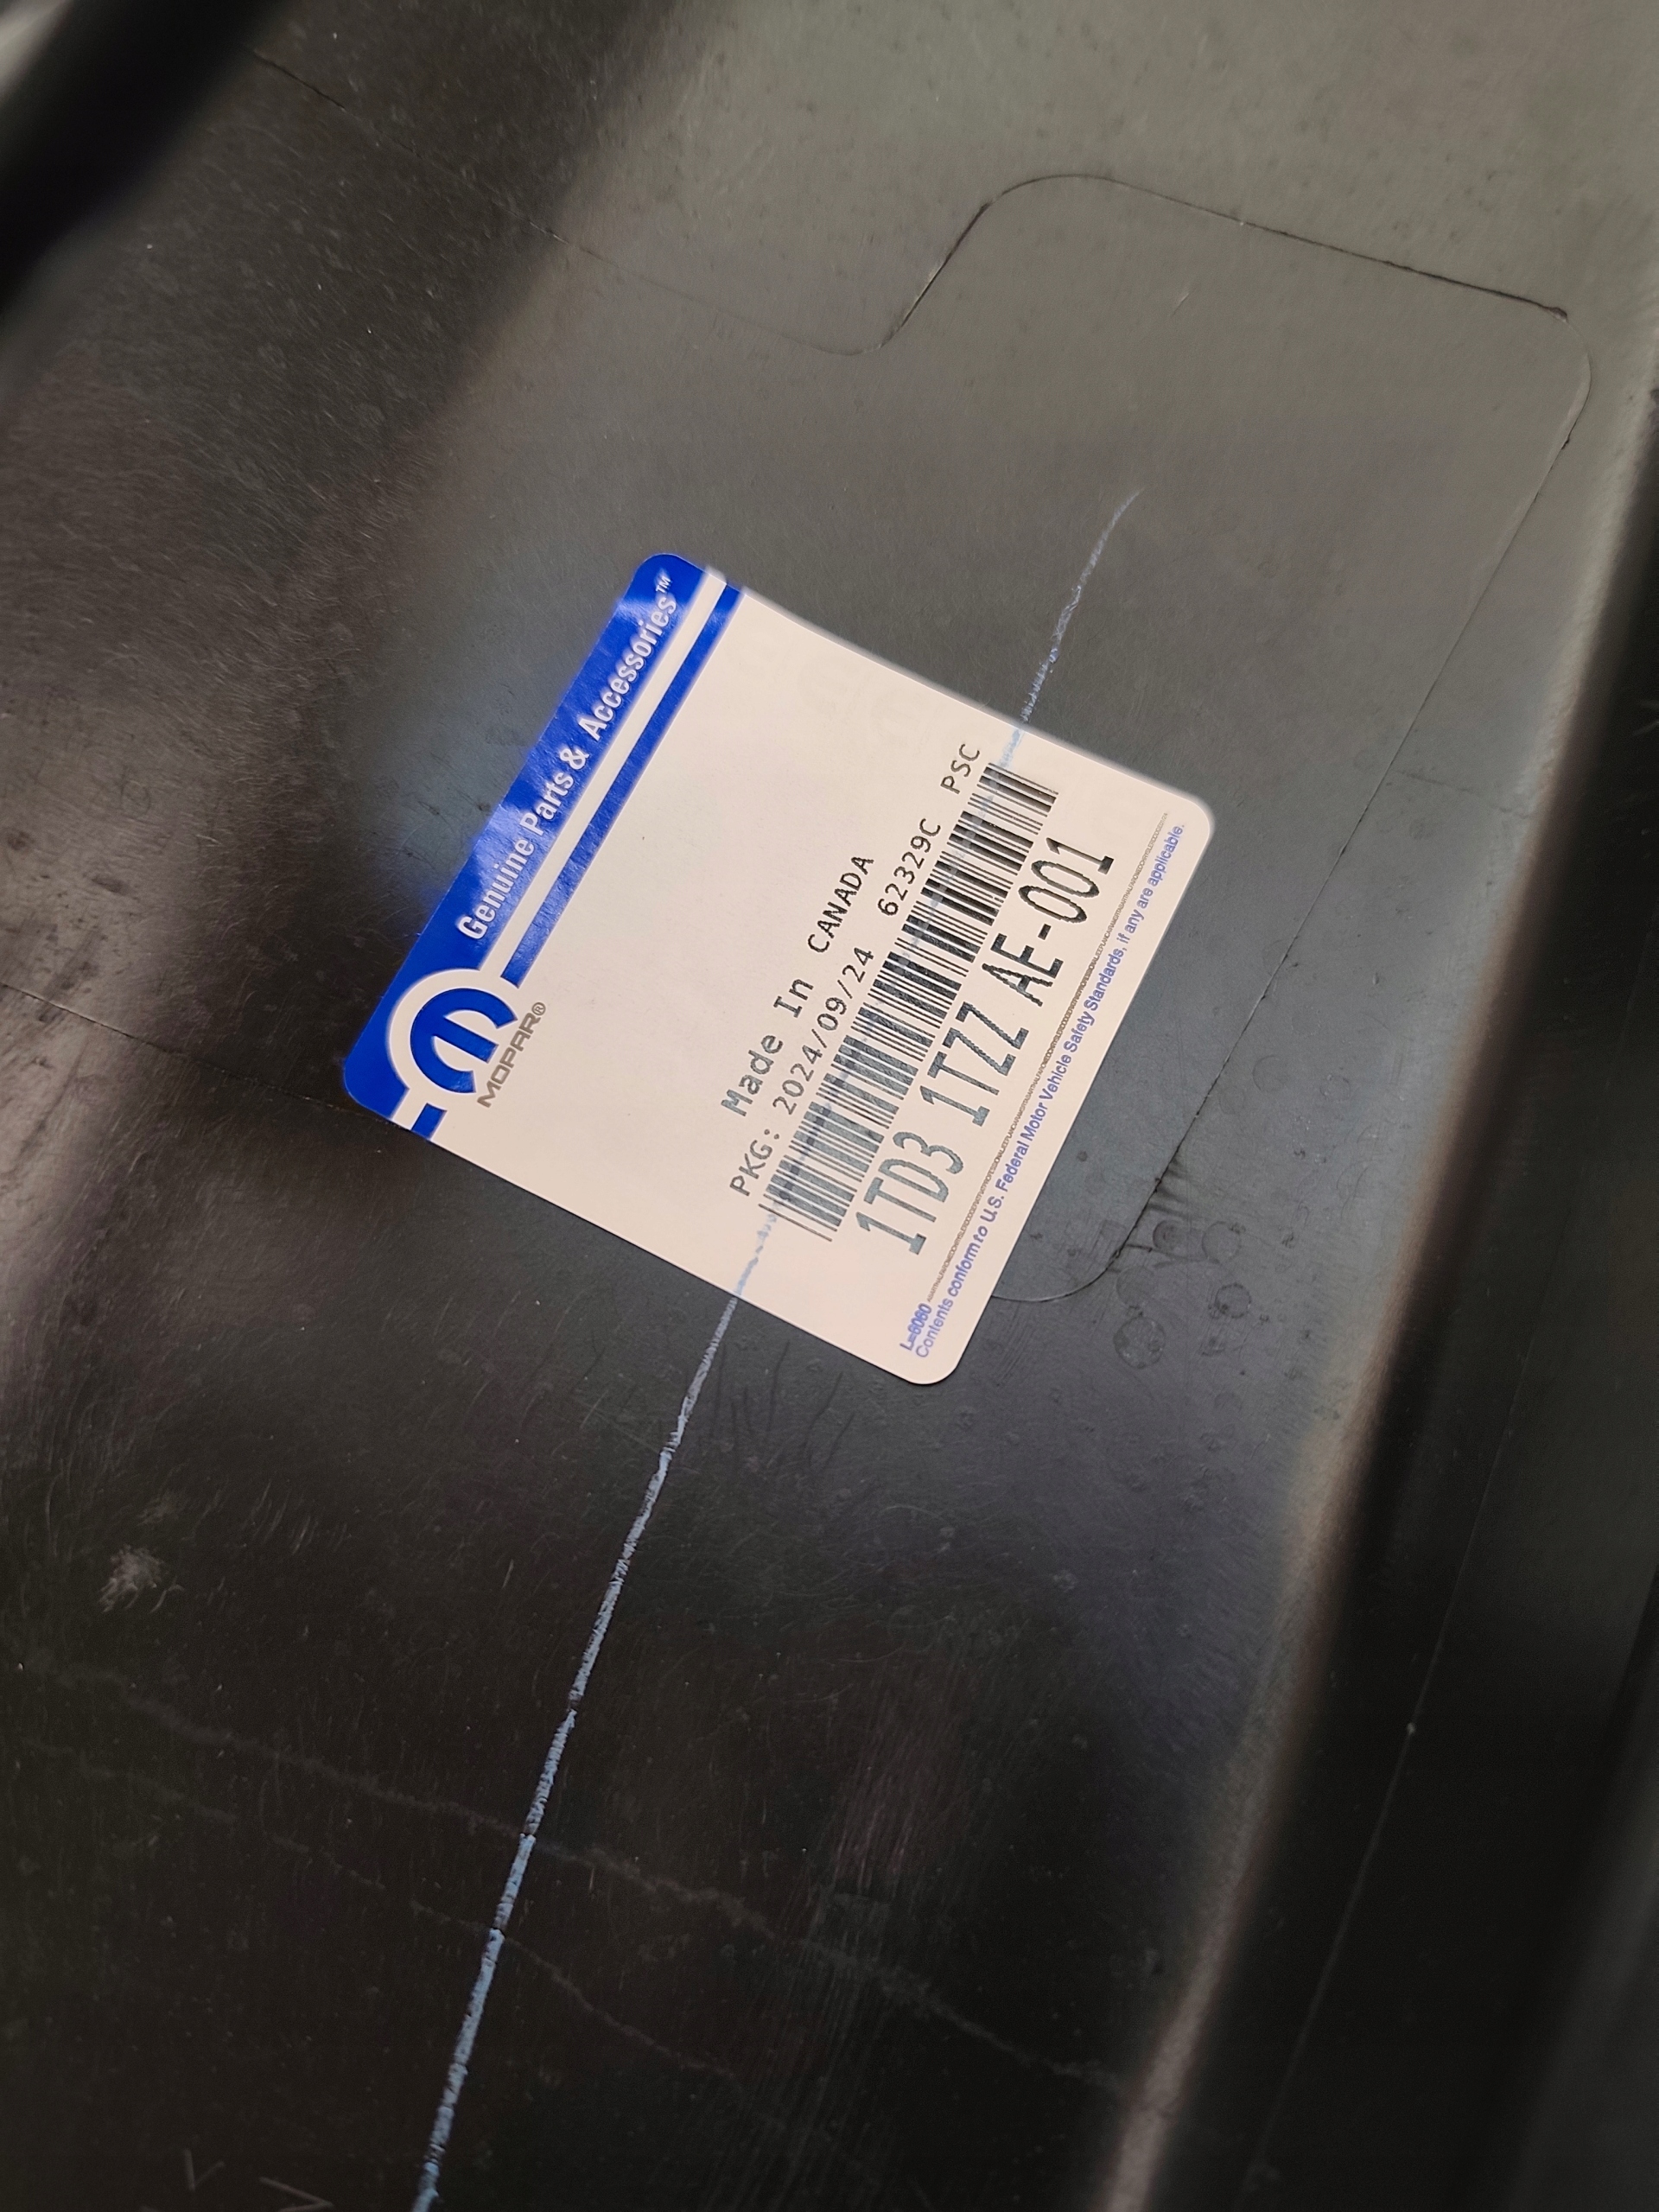 Genuine Parts & Accessories™
MOPAR®
Made In CANADA
PKG: 2024/09/24 62329C PSC
1TD3 1TZZ AE-001
L=6060
Contents conform to U.S. Federal Motor Vehicle Safety Standards, if any are applicable.